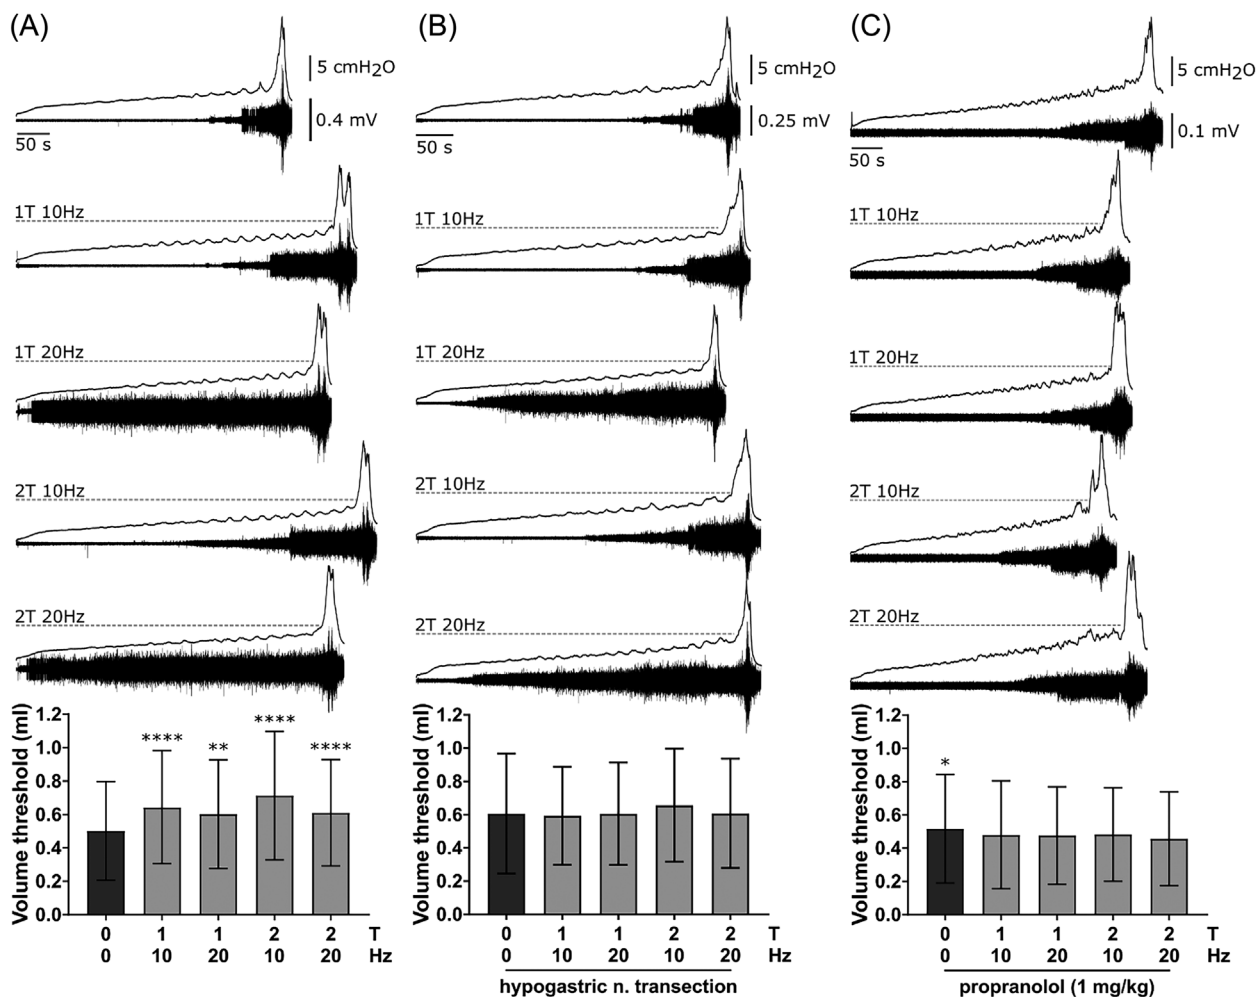 (A)
5 cmH2O
0.4 mV
50 s
1T 10Hz
1T 20Hz
2T 10Hz
2T 20Hz
Volume threshold (ml)
1.2
1.0
0.8
0.6
0.4
0.2
0.0
**** ** **** ****
0 1 1 2 2 T
0 10 20 10 20 Hz
(B)
5 cmH2O
0.25 mV
50 s
1T 10Hz
1T 20Hz
2T 10Hz
2T 20Hz
Volume threshold (ml)
1.2
1.0
0.8
0.6
0.4
0.2
0.0
0 1 1 2 2 T
0 10 20 10 20 Hz
hypogastric n. transection
(C)
5 cmH2O
0.1 mV
50 s
1T 10Hz
1T 20Hz
2T 10Hz
2T 20Hz
Volume threshold (ml)
1.2
1.0
0.8
0.6
0.4
0.2
0.0
*
0 1 1 2 2 T
0 10 20 10 20 Hz
propranolol (1 mg/kg)